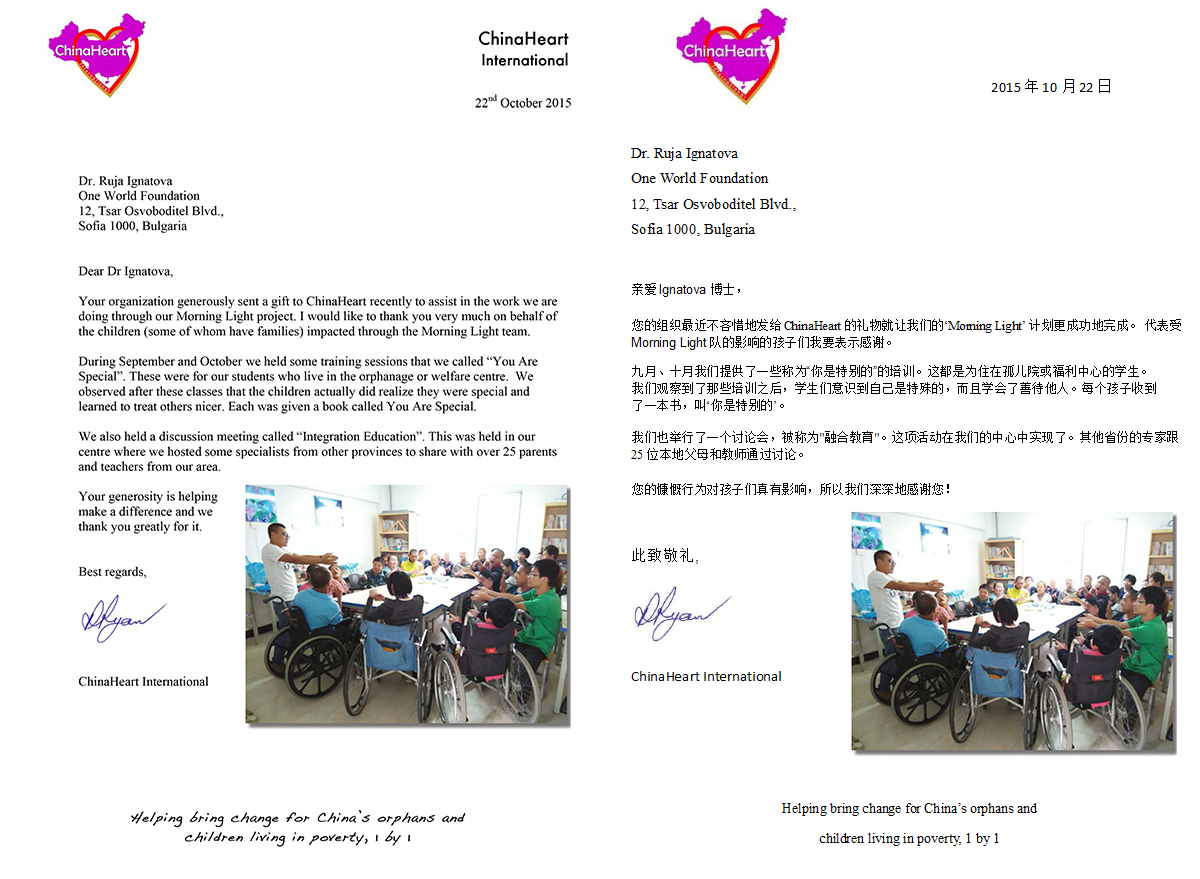 ChinaHeart
ChinaHeart
International
22nd October 2015
Dr. Ruja Ignatova
One World Foundation
12, Tsar Osvoboditel Blvd.,
Sofia 1000, Bulgaria
Dear Dr Ignatova,
Your organization generously sent a gift to ChinaHeart recently to assist in the work we are
doing through our Morning Light project. I would like to thank you very much on behalf of
the children (some of whom have families) impacted through the Morning Light team.
During September and October we held some training sessions that we called “You Are
Special”. These were for our students who live in the orphanage or welfare centre.  We
observed after these classes that the children actually did realize they were special and
learned to treat others nicer. Each was given a book called You Are Special.
We also held a discussion meeting called “Integration Education”. This was held in our
centre where we hosted some specialists from other provinces to share with over 25 parents
and teachers from our area.
Your generosity is helping
make a difference and we
thank you greatly for it.
Best regards,
DRyan
ChinaHeart International
Helping bring change for China's orphans and
children living in poverty, 1 by 1
ChinaHeart
2015 年 10 月 22 日
Dr. Ruja Ignatova
One World Foundation
12, Tsar Osvoboditel Blvd.,
Sofia 1000, Bulgaria
亲爱 Ignatova 博士，
您的组织最近不吝惜地发给 ChinaHeart 的礼物就让我们的‘Morning Light’ 计划更成功地完成。 代表受
Morning Light 队的影响的孩子们我要表示感谢。
九月、十月我们提供了一些称为“你是特别的”的培训。这都是为住在孤儿院或福利中心的学生。
我们观察到了那些培训之后，学生们意识到自己是特殊的，而且学会了善待他人。每个孩子收到
了一本书，叫‘你是特别的’。
我们也举行了一个讨论会，被称为"融合教育"。这项活动在我们的中心中实现了。其他省份的专家跟
25 位本地父母和教师通过讨论。
您的慷慨行为对孩子们真有影响，所以我们深深地感谢您！
此致敬礼,
DRyan
ChinaHeart International
Helping bring change for China’s orphans and
children living in poverty, 1 by 1